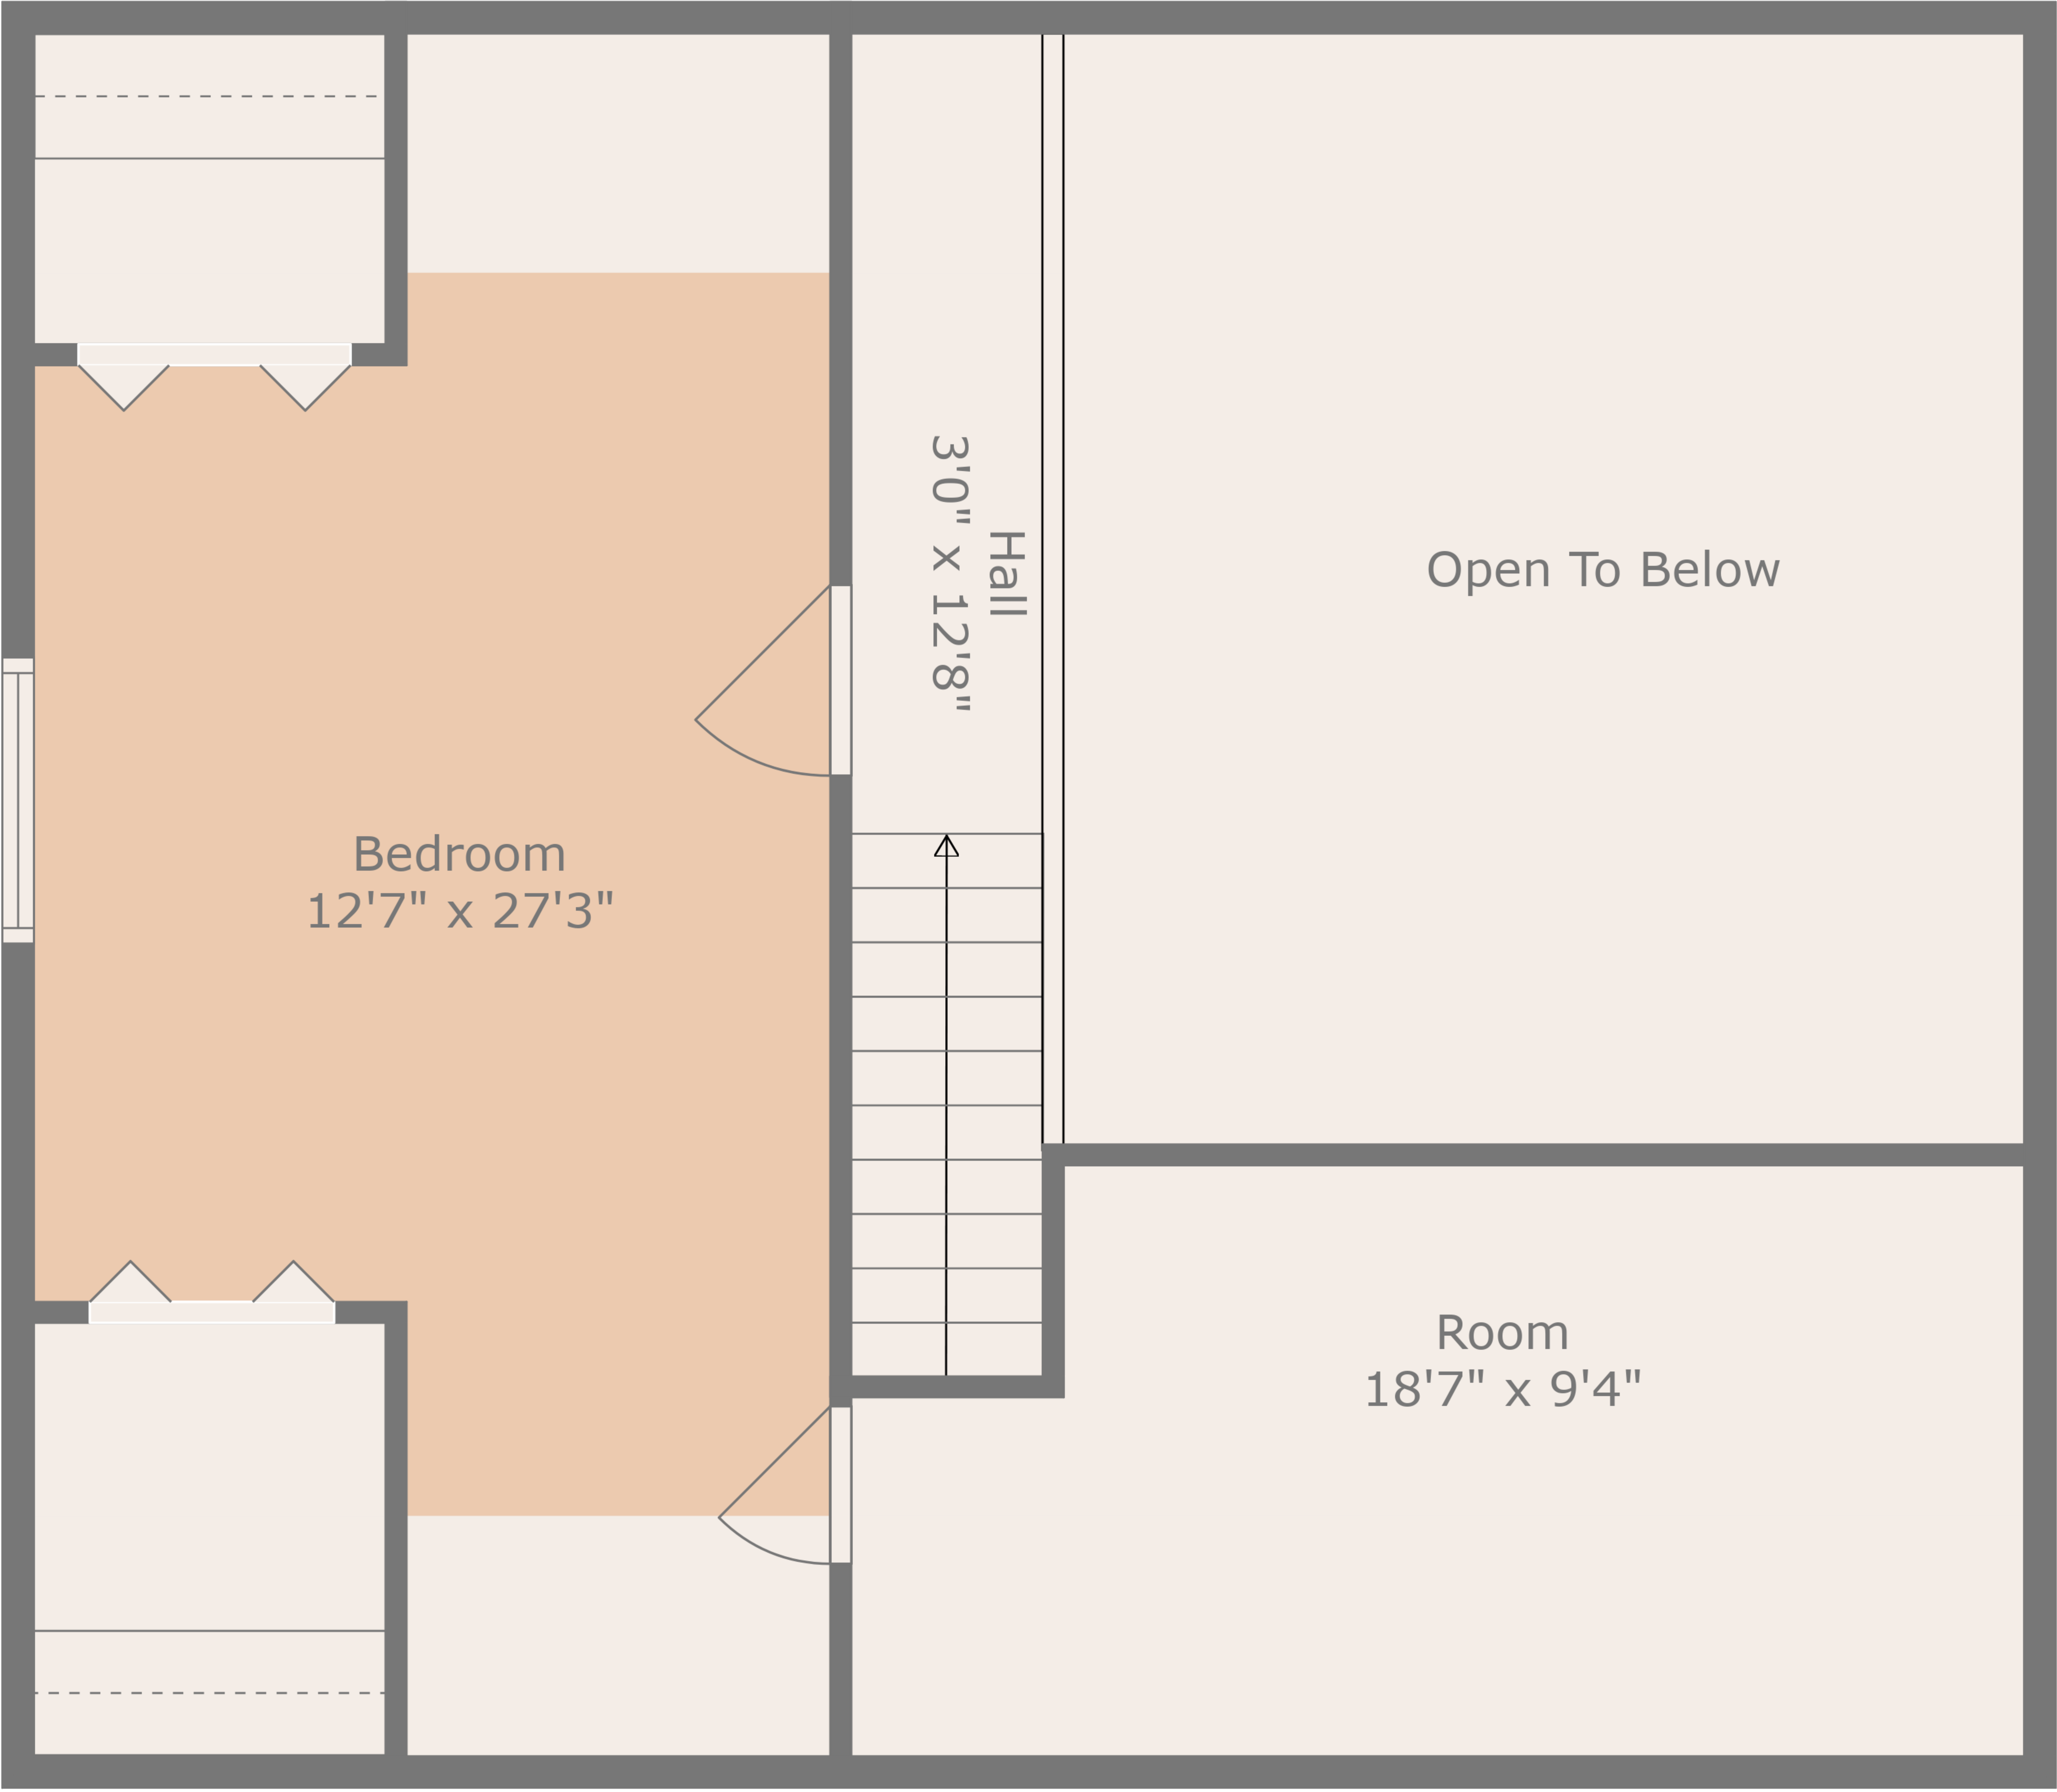 Hall
3'0" x 12'8"
Open To Below
Bedroom
12'7" x 27'3"
Room
18'7" x 9'4"